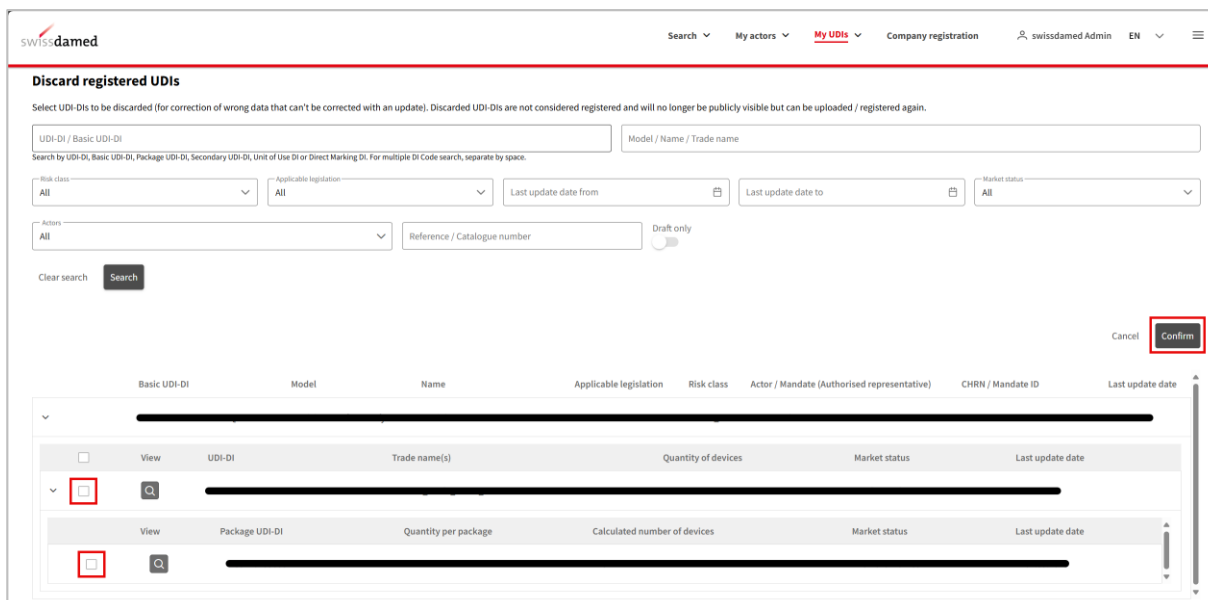 swissdamed
Search My actors My UDIs Company registration swissdamed Admin EN
Discard registered UDIs
Select UDI-DIs to be discarded (for correction of wrong data that can't be corrected with an update). Discarded UDI-DIs are not considered registered and will no longer be publicly visible but can be uploaded / registered again.
UDI-DI / Basic UDI-DI Model / Name / Trade name
Search by UDI-DI, Basic UDI-DI, Package UDI-DI, Secondary UDI-DI, Unit of Use DI or Direct Marking DI. For multiple DI Code search, separate by space.
Risk class Applicable legislation Market status
All All Last update date from Last update date to All
Actors Draft only
All Reference / Catalogue number
Clear search Search
Cancel Confirm
Basic UDI-DI Model Name Applicable legislation Risk class Actor / Mandate (Authorised representative) CHRN / Mandate ID Last update date
View UDI-DI Trade name(s) Quantity of devices Market status Last update date
View Package UDI-DI Quantity per package Calculated number of devices Market status Last update date